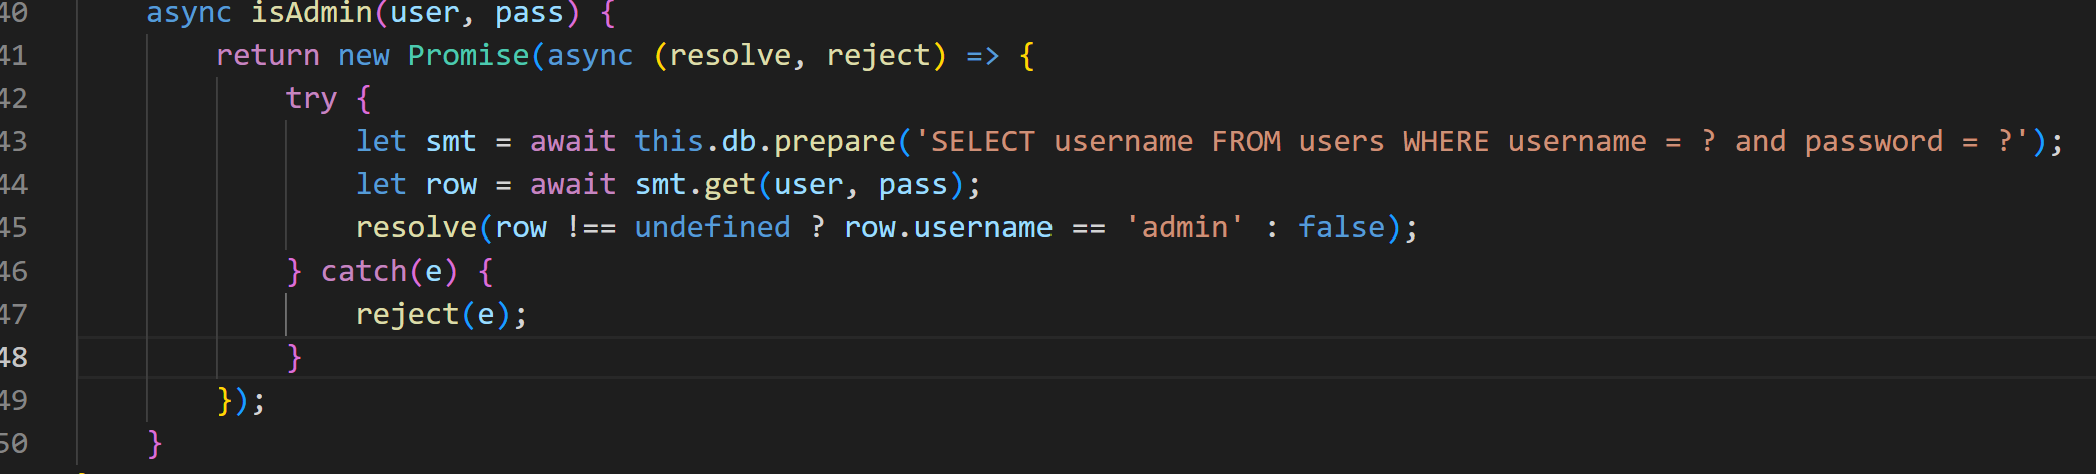 40 async isAdmin(user, pass) {
41 return new Promise(async (resolve, reject) => {
42 try {
43 let smt = await this.db.prepare('SELECT username FROM users WHERE username = ? and password = ?');
44 let row = await smt.get(user, pass);
45 resolve(row !== undefined ? row.username == 'admin' : false);
46 } catch(e) {
47 reject(e);
48 }
49 });
50 }